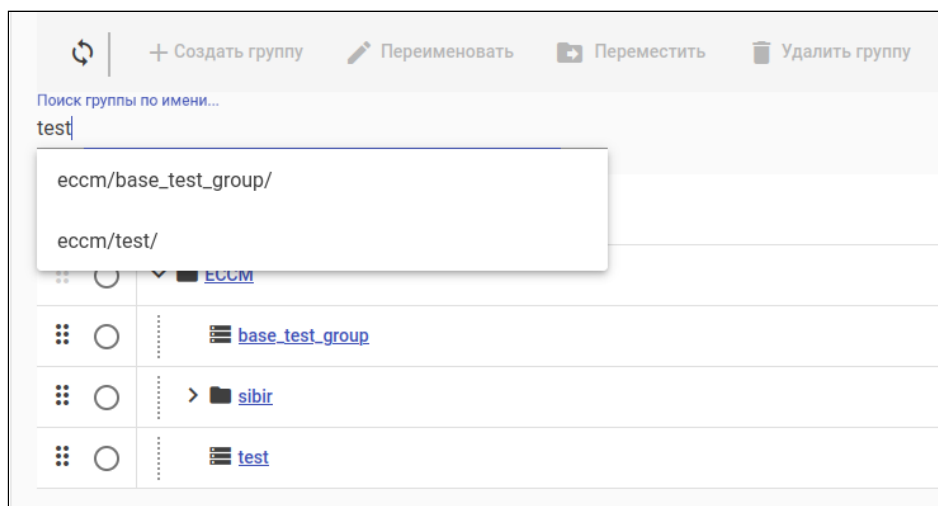 Создать группу Переименовать Переместить Удалить группу
Поиск группы по имени...
test
eccm/base_test_group/
eccm/test/
ECCM
base_test_group
sibir
test